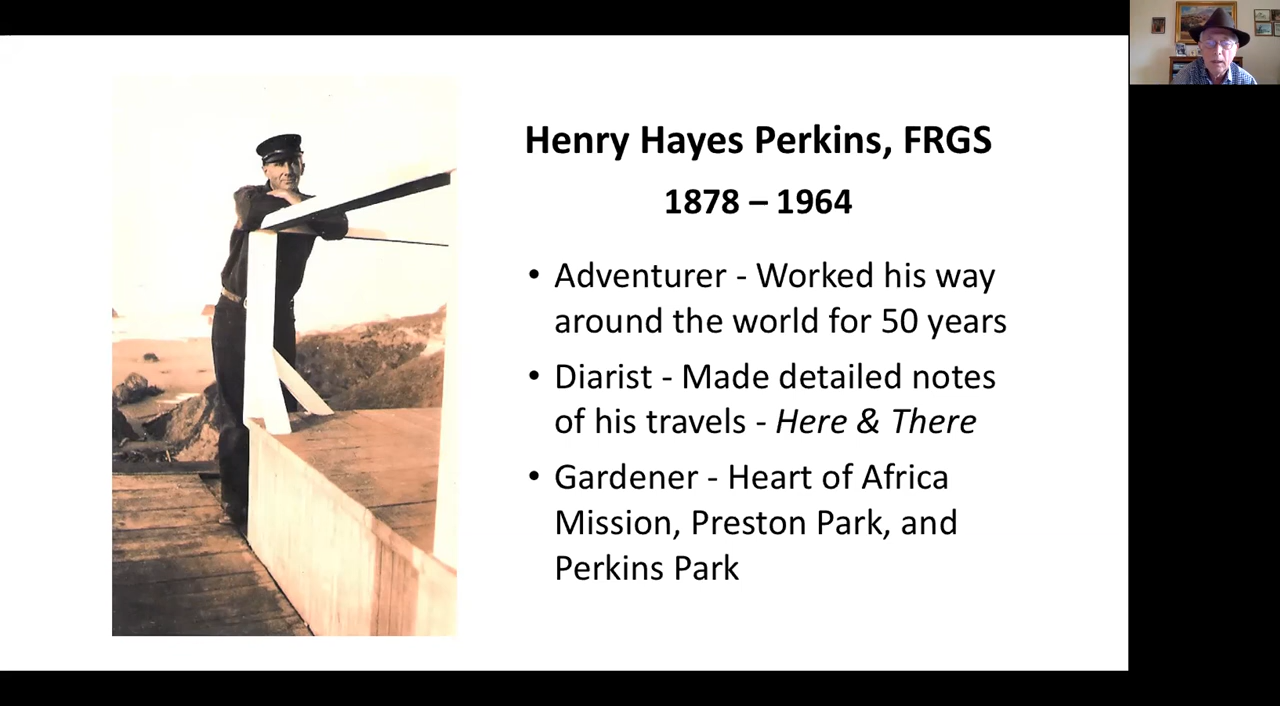 Henry Hayes Perkins, FRGS
1878 – 1964
• Adventurer - Worked his way
around the world for 50 years
• Diarist - Made detailed notes
of his travels - Here & There
• Gardener - Heart of Africa
Mission, Preston Park, and
Perkins Park